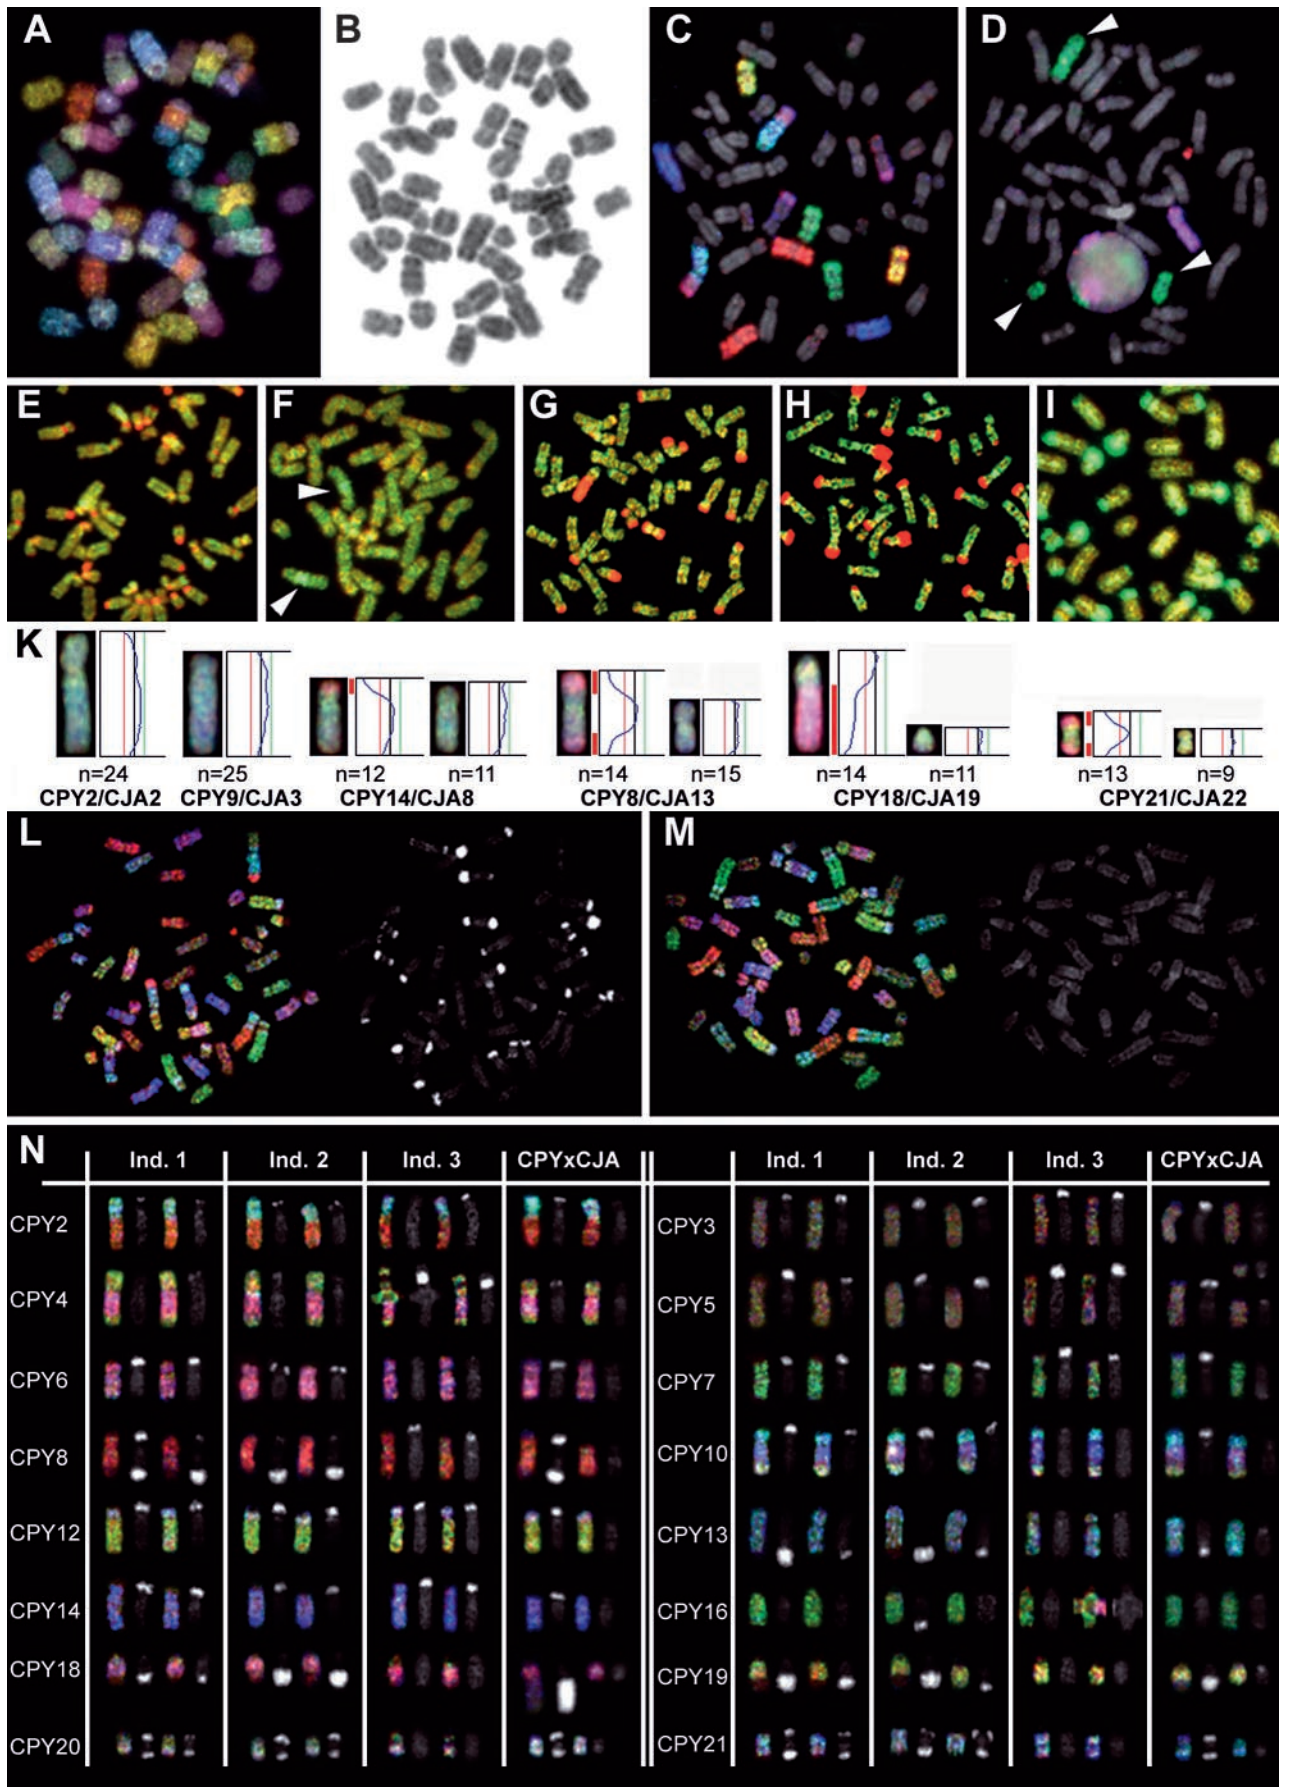 A
B
C
D
E
F
G
H
I
K
n=24 n=25 n=12 n=11 n=14 n=15 n=14 n=11 n=13 n=9
CPY2/CJA2 CPY9/CJA3 CPY14/CJA8 CPY8/CJA13 CPY18/CJA19 CPY21/CJA22
L
M
N
Ind. 1 Ind. 2 Ind. 3 CPYxCJA Ind. 1 Ind. 2 Ind. 3 CPYxCJA
CPY2 CPY3
CPY4 CPY5
CPY6 CPY7
CPY8 CPY10
CPY12 CPY13
CPY14 CPY16
CPY18 CPY19
CPY20 CPY21